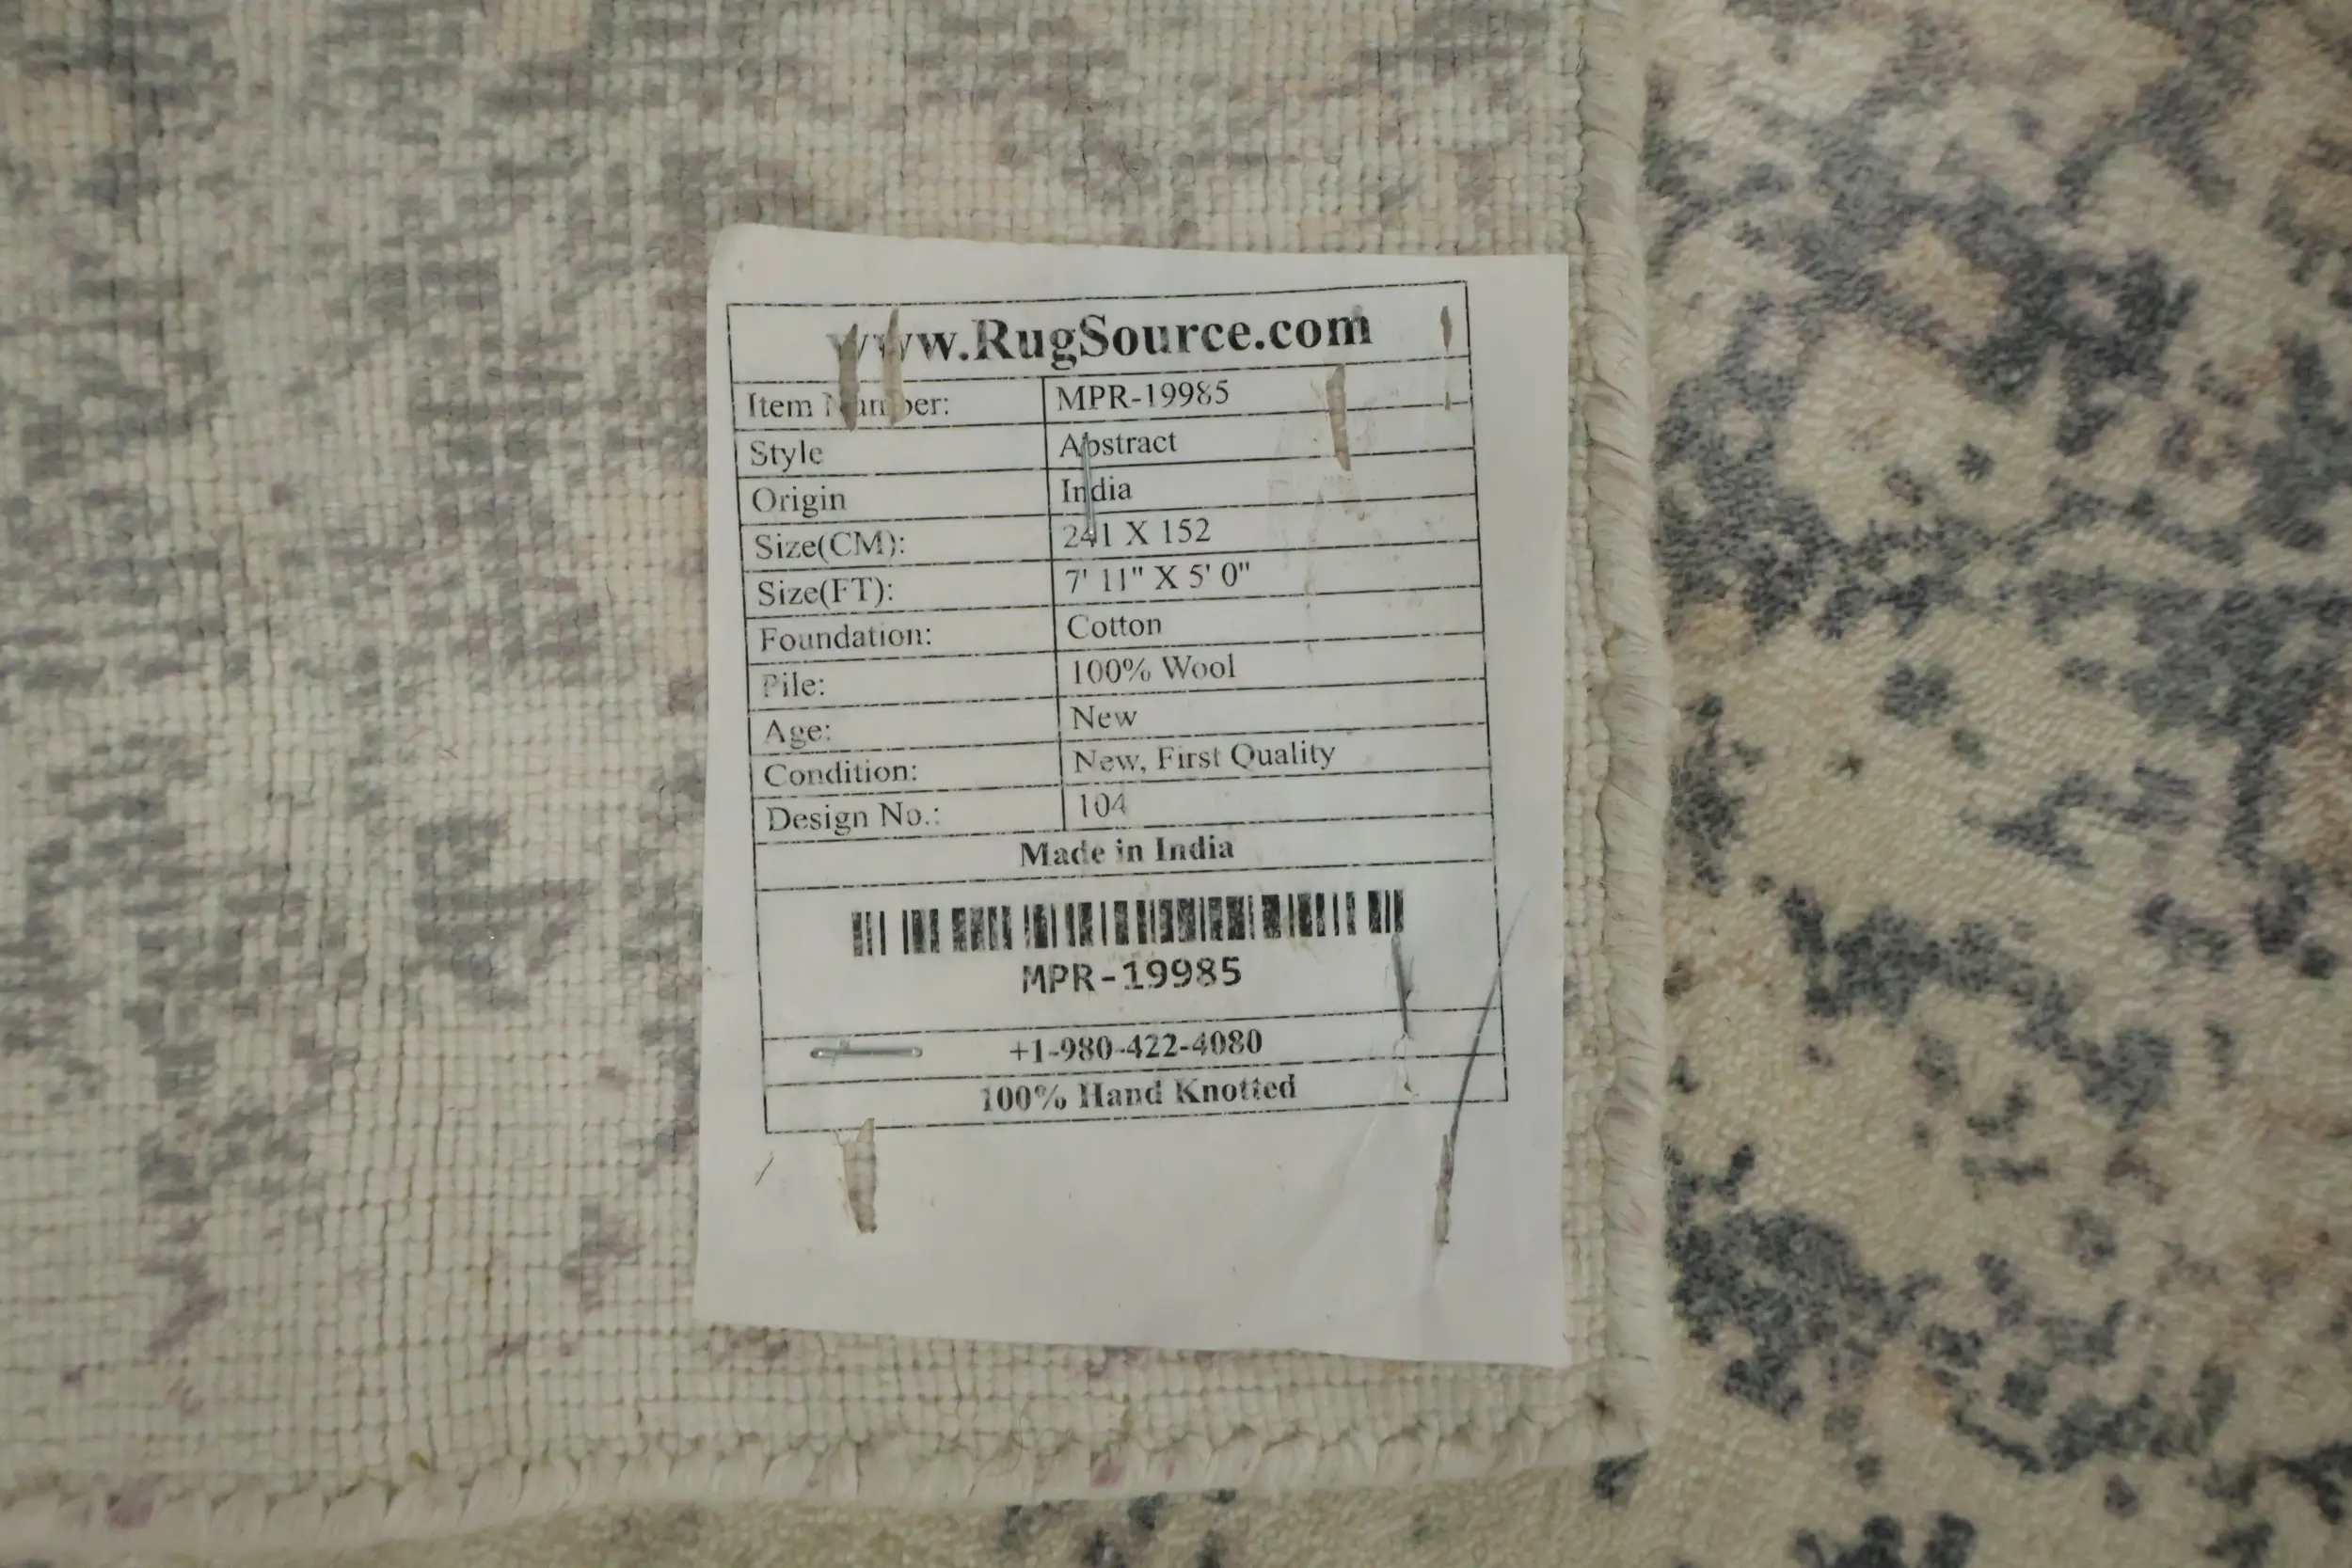 www.RugSource.com
Item Number: MPR-19985
Style Abstract
Origin India
Size(CM): 241 X 152
Size(FT): 7' 11" X 5' 0"
Foundation: Cotton
Pile: 100% Wool
Age: New
Condition: New, First Quality
Design No.: 104
Made in India
MPR-19985
+1-980-422-4080
100% Hand Knotted